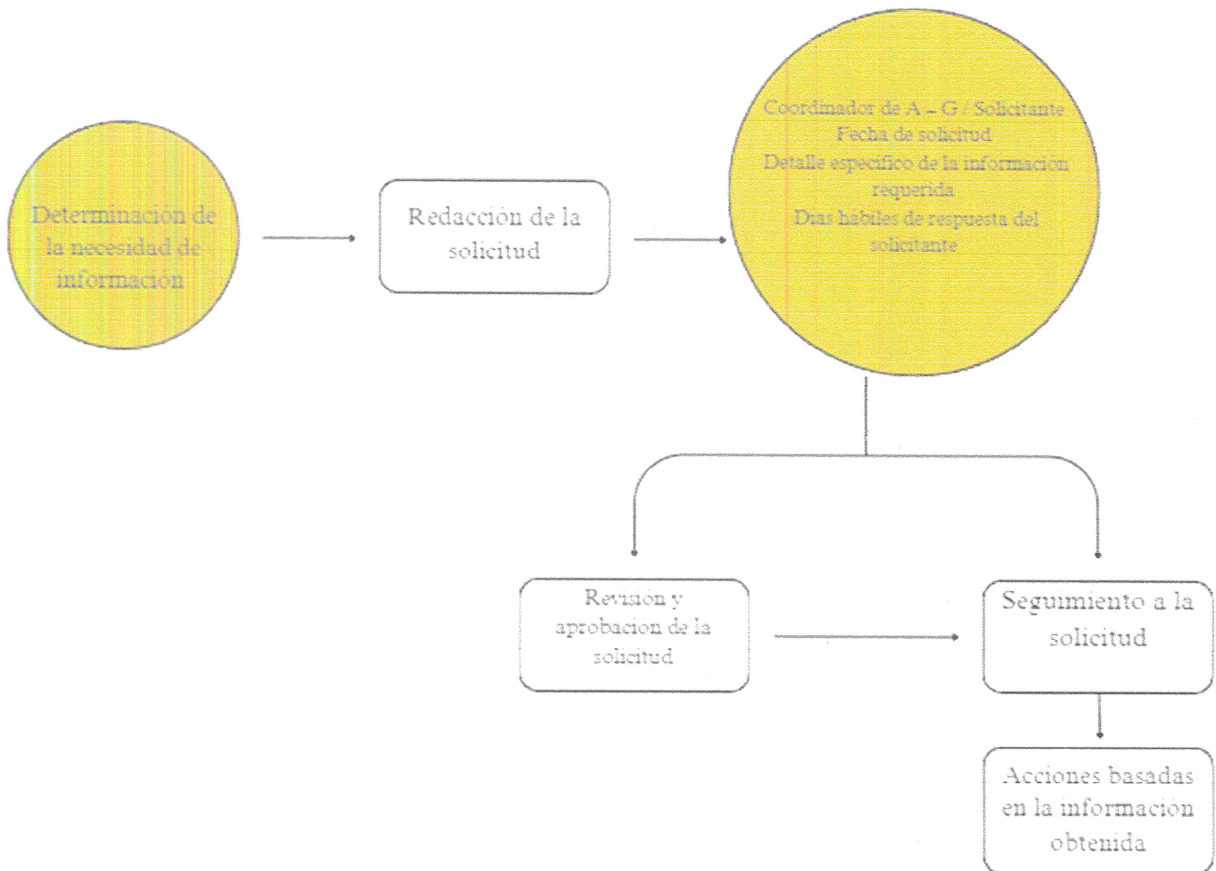 Coordinador de A – G / Solicitante
Fecha de solicitud
Detalle específico de la información
requerida
Días hábiles de respuesta del
solicitante
Determinación de
la necesidad de
información
Redacción de la
solicitud
Revisión y
aprobacion de la
solicitud
Seguimiento a la
solicitud
Acciones basadas
en la información
obtenida